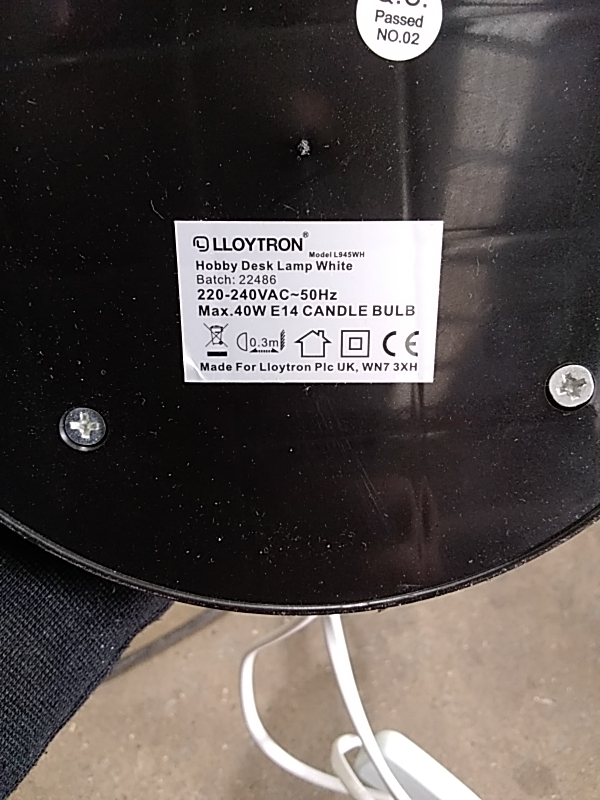 Q.C.
Passed
NO.02
LLOYTRON®
Model L945WH
Hobby Desk Lamp White
Batch: 22486
220-240VAC~50Hz
Max.40W E14 CANDLE BULB
0.3m
CE
Made For Lloytron Plc UK, WN7 3XH